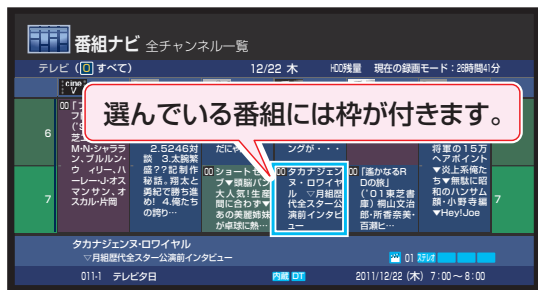 番組ナビ 全チャンネル一覧
テレビ (0 すべて) 12/22 木 HDD残量 現在の録画モード：26時間41分
選んでいる番組には枠が付きます。
6
M・N・シャララ
ン、ブルルン・
ウィリー、ハ
ーレー・J・オス
マンサン、オ
スカル・片岡
2.5246対
談 3.太腕繁
盛??記制作
秘話。翔太と
勇紀で勝ち進
め! 4.俺たち
の誇り…
00 ショートセ
プ▼頭脳パン
大人気!生産
間に合わず▼
あの美麗姉妹
が卓球に熱…
ングが・・・
00 タカナジェン
ヌ・ロワイヤ
ル ▽月組歴
代全スター公
演前インタビ
ュー
00 「遙かなるR
Dの旅」
('01東芝書
庫) 桐山文治
郎・所香奈美・
百瀬ヒ…
将軍の15万
ヘアポイント
▼炎上系俺た
ち▼無駄に昭
和のハンサム
顔・小野寺編
▼Hey!Joe
7
7
タカナジェンヌ・ロワイヤル
▽月組歴代全スター公演前インタビュー
01 ステレオ
011-1 テレビ夕日 内蔵 DT 2011/12/22 (木) 7:00～8:00